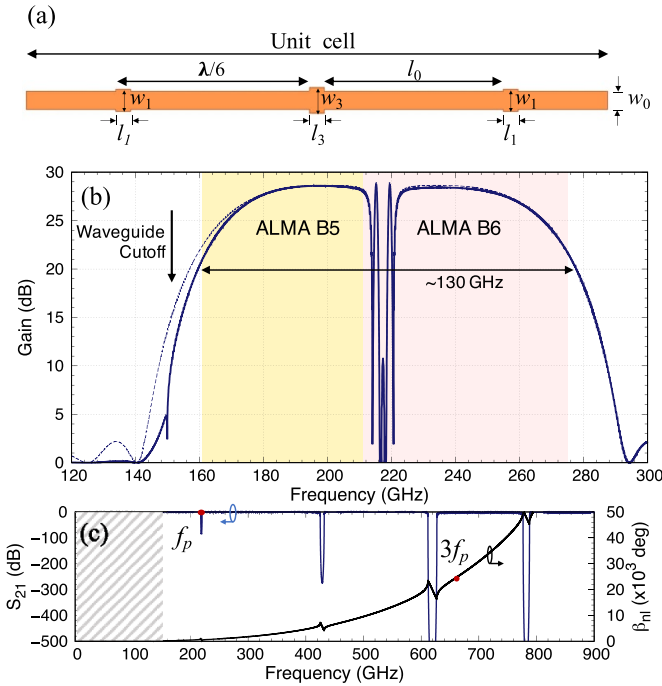 (a)
Unit cell
λ/6
l0
w1
w3
w1
w0
l1
l3
l1
(b)
30
25
20
15
10
5
0
Gain (dB)
Waveguide
Cutoff
ALMA B5
ALMA B6
~130 GHz
120 140 160 180 200 220 240 260 280 300
Frequency (GHz)
(c)
0
-100
-200
-300
-400
-500
S21 (dB)
fp
3fp
50
40
30
20
10
0
βnl (x10³ deg)
0 100 200 300 400 500 600 700 800 900
Frequency (GHz)